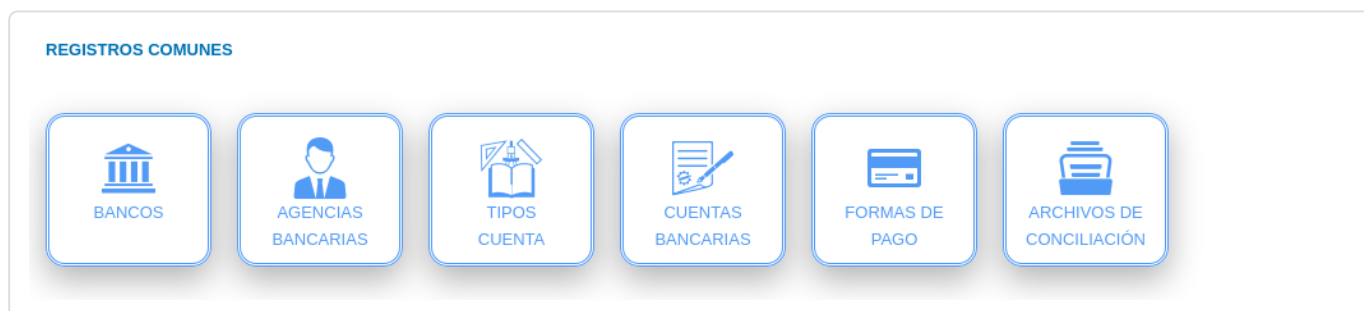 REGISTROS COMUNES
BANCOS
AGENCIAS
BANCARIAS
TIPOS
CUENTA
CUENTAS
BANCARIAS
FORMAS DE
PAGO
ARCHIVOS DE
CONCILIACIÓN